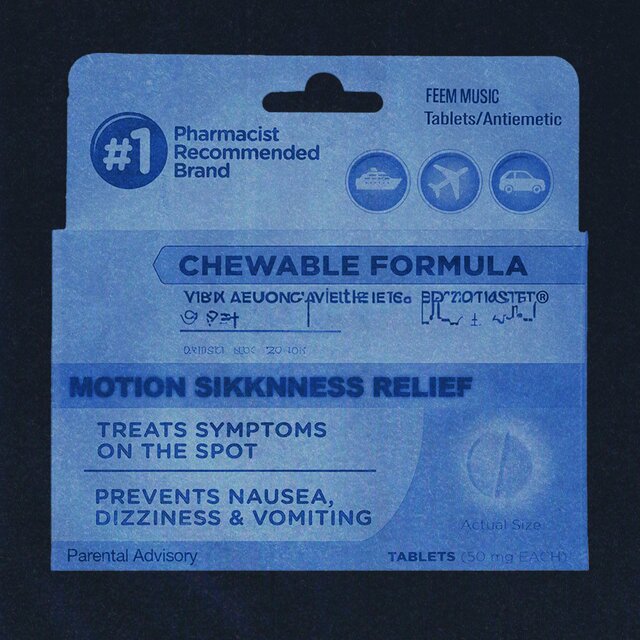 FEEM MUSIC
Tablets/Antiemetic
#1
Pharmacist
Recommended
Brand
CHEWABLE FORMULA
MOTION SIKKNNESS RELIEF
TREATS SYMPTOMS
ON THE SPOT
PREVENTS NAUSEA,
DIZZINESS & VOMITING
Actual Size
Parental Advisory
TABLETS (50 mg EACH)